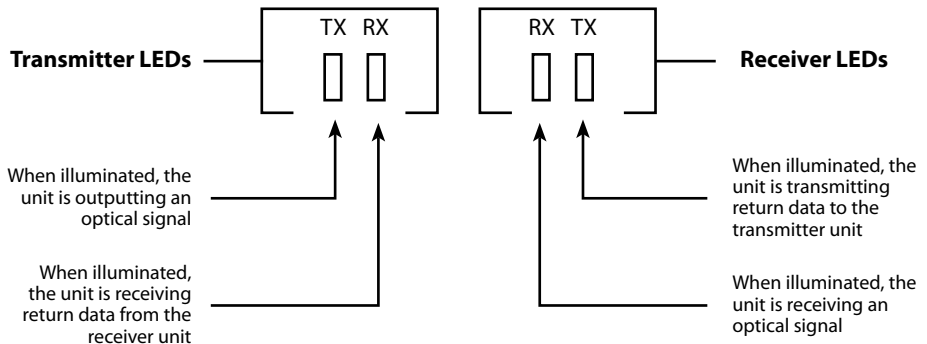 TX RX
RX TX
Transmitter LEDs
Receiver LEDs
When illuminated, the
unit is outputting an
optical signal
When illuminated,
the unit is receiving
return data from the
receiver unit
When illuminated, the
unit is transmitting
return data to the
transmitter unit
When illuminated, the
unit is receiving an
optical signal